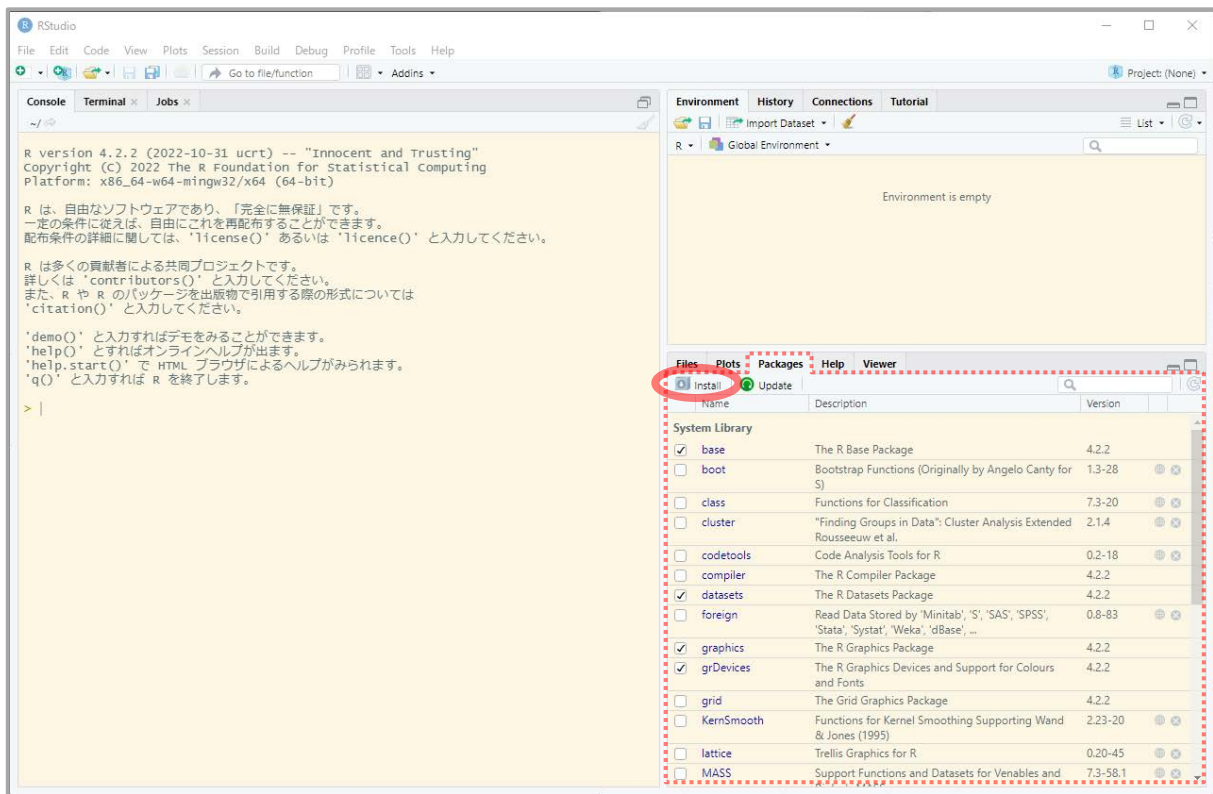 RStudio
File Edit Code View Plots Session Build Debug Profile Tools Help
Go to file/function Addins Project: (None)
Console Terminal Jobs
~/
R version 4.2.2 (2022-10-31 ucrt) -- "Innocent and Trusting"
Copyright (C) 2022 The R Foundation for Statistical Computing
Platform: x86_64-w64-mingw32/x64 (64-bit)
R は、自由なソフトウェアであり、「完全に無保証」です。
一定の条件に従えば、自由にこれを再配布することができます。
配布条件の詳細に関しては、'license()' あるいは 'licence()' と入力してください。
R は多くの貢献者による共同プロジェクトです。
詳しくは 'contributors()' と入力してください。
また、R や R のパッケージを出版物で引用する際の形式については
'citation()' と入力してください。
'demo()' と入力すればデモをみることができます。
'help()' とすればオンラインヘルプが出ます。
'help.start()' で HTML ブラウザによるヘルプがみられます。
'q()' と入力すれば R を終了します。
>
Environment History Connections Tutorial
Import Dataset List
R Global Environment
Environment is empty
Files Plots Packages Help Viewer
Install Update
Name Description Version
System Library
base The R Base Package 4.2.2
boot Bootstrap Functions (Originally by Angelo Canty for 1.3-28
S)
class Functions for Classification 7.3-20
cluster "Finding Groups in Data": Cluster Analysis Extended 2.1.4
Rousseeuw et al.
codetools Code Analysis Tools for R 0.2-18
compiler The R Compiler Package 4.2.2
datasets The R Datasets Package 4.2.2
foreign Read Data Stored by 'Minitab', 'S', 'SAS', 'SPSS', 0.8-83
'Stata', 'Systat', 'Weka', 'dBase', ...
graphics The R Graphics Package 4.2.2
grDevices The R Graphics Devices and Support for Colours 4.2.2
and Fonts
grid The Grid Graphics Package 4.2.2
KernSmooth Functions for Kernel Smoothing Supporting Wand 2.23-20
& Jones (1995)
lattice Trellis Graphics for R 0.20-45
MASS Support Functions and Datasets for Venables and 7.3-58.1